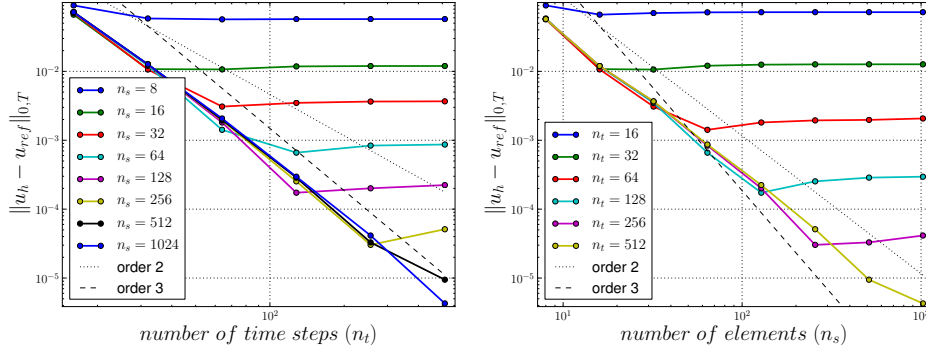 ‖u_h − u_ref‖_{0,T}
10^{−2}
10^{−3}
10^{−4}
10^{−5}
n_s = 8
n_s = 16
n_s = 32
n_s = 64
n_s = 128
n_s = 256
n_s = 512
n_s = 1024
order 2
order 3
10^2
number of time steps (n_t)
‖u_h − u_ref‖_{0,T}
10^{−2}
10^{−3}
10^{−4}
10^{−5}
n_t = 16
n_t = 32
n_t = 64
n_t = 128
n_t = 256
n_t = 512
order 2
order 3
10^1
10^2
10^3
number of elements (n_s)